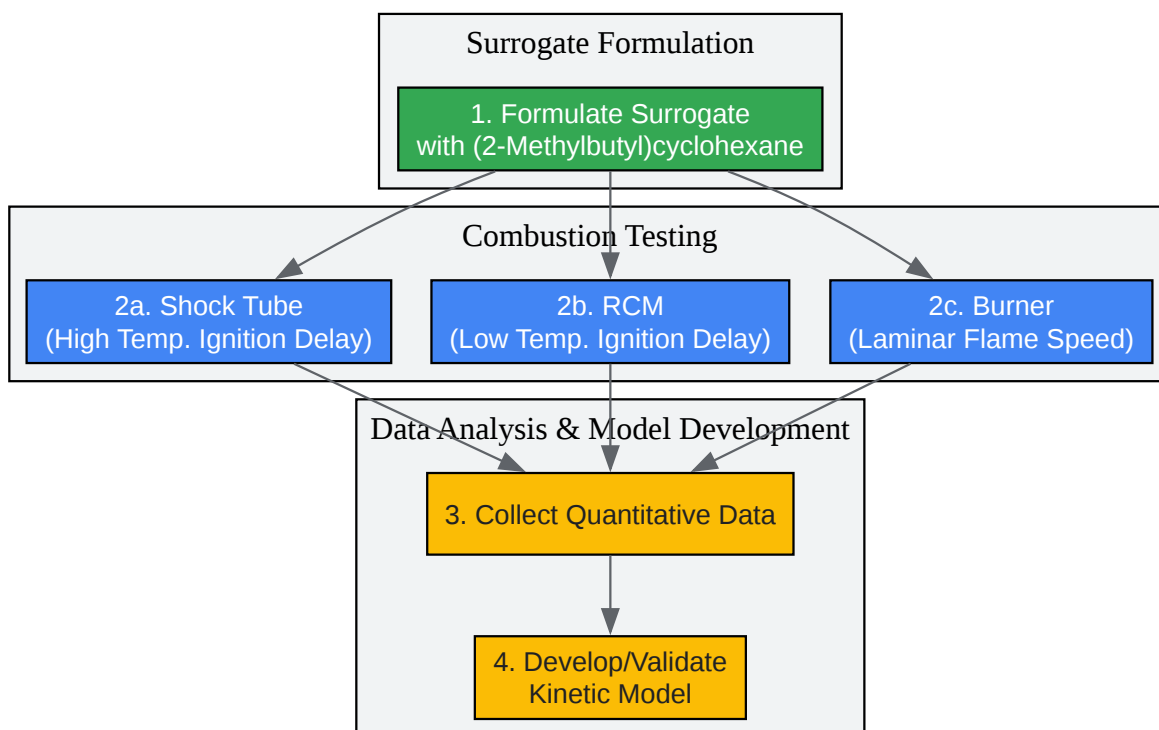 Surrogate Formulation
1. Formulate Surrogate
with (2-Methylbutyl)cyclohexane
Combustion Testing
2a. Shock Tube
(High Temp. Ignition Delay)
2b. RCM
(Low Temp. Ignition Delay)
2c. Burner
(Laminar Flame Speed)
Data Analysis & Model Development
3. Collect Quantitative Data
4. Develop/Validate
Kinetic Model